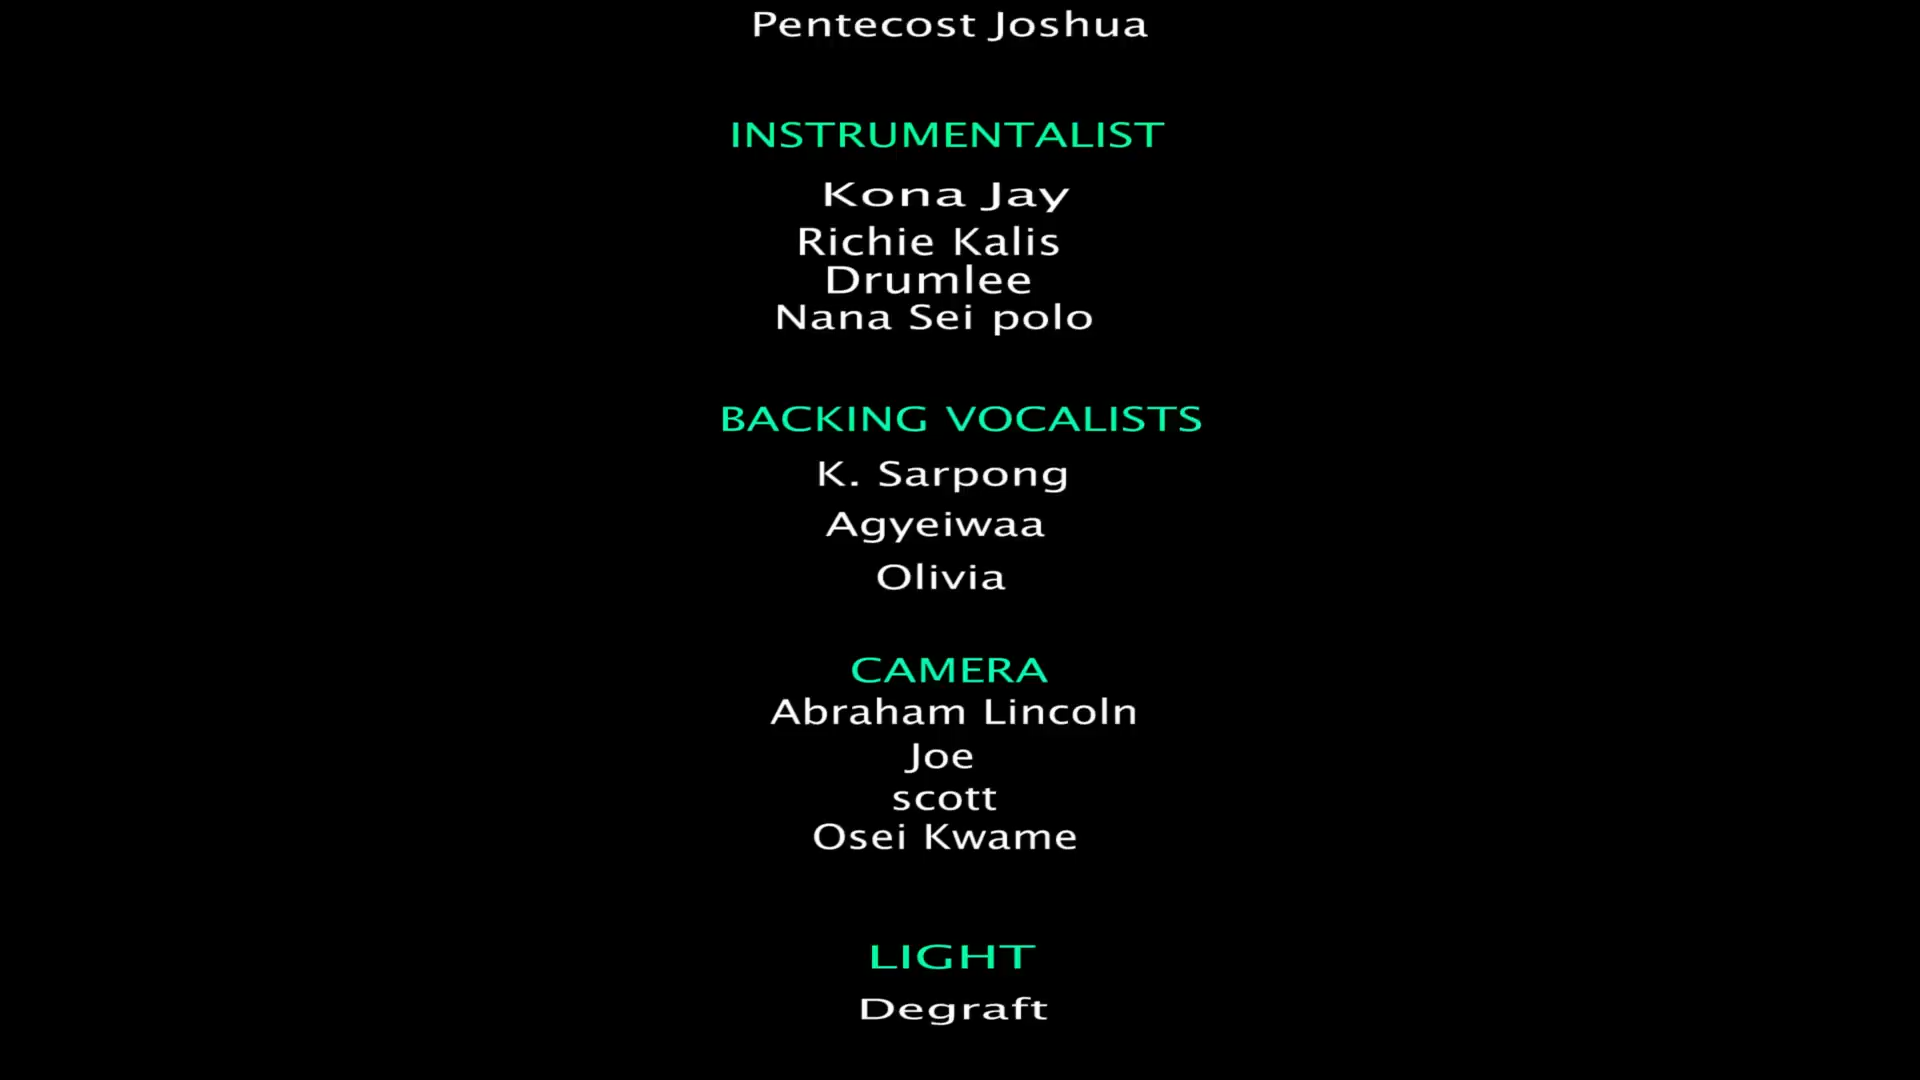 Pentecost Joshua
INSTRUMENTALIST
Kona Jay
Richie Kalis
Drumlee
Nana Sei polo
BACKING VOCALISTS
K. Sarpong
Agyeiwaa
Olivia
CAMERA
Abraham Lincoln
Joe
scott
Osei Kwame
LIGHT
Degraft